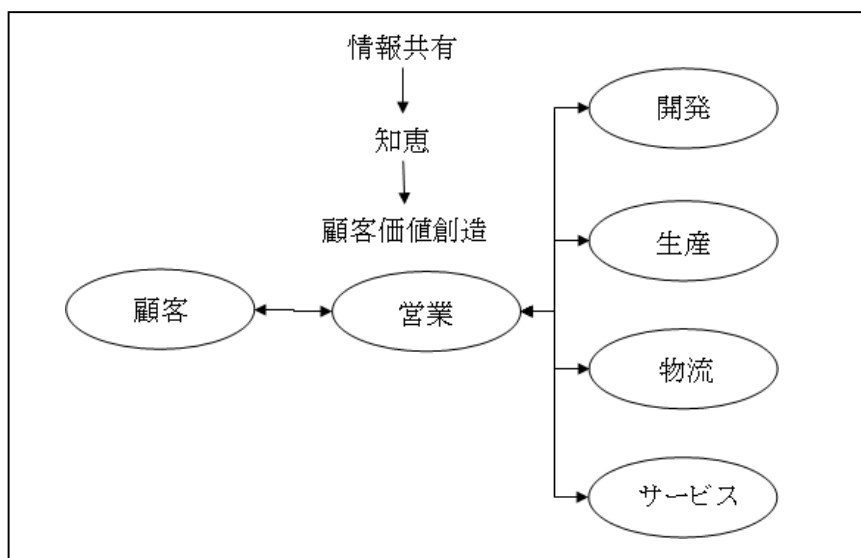 情報共有
知恵
顧客価値創造
顧客
営業
開発
生産
物流
サービス